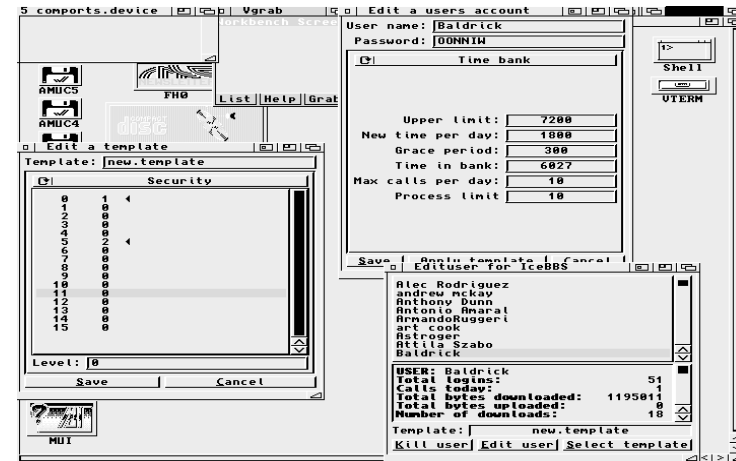 5 comports.device
Vgrab
Workbench Scree
List Help Grat
AMUC5
FH0
AMUC4
COMPACT
disc
Edit a users account
User name: Baldrick
Password: OONNIW
Time bank
Upper limit: 7200
New time per day: 1800
Grace period: 300
Time in bank: 6027
Max calls per day: 10
Process limit 10
Save Apply template Cancel
1>
Shell
VTERM
Edit a template
Template: new.template
Security
0 1
1 0
2 0
3 0
4 0
5 2
6 0
7 0
8 0
9 0
10 0
11 0
12 0
13 0
14 0
15 0
Level: 0
Save Cancel
MUI
Edituser for IceBBS
Alec Rodriguez
andrew mckay
Anthony Dunn
Antonio Amaral
ArmandoRuggeri
art cook
Astroger
Attila Szabo
Baldrick
USER: Baldrick
Total logins: 51
Calls today: 1
Total bytes downloaded: 1195011
Total bytes uploaded: 0
Number of downloads: 18
Template: new.template
Kill user Edit user Select template